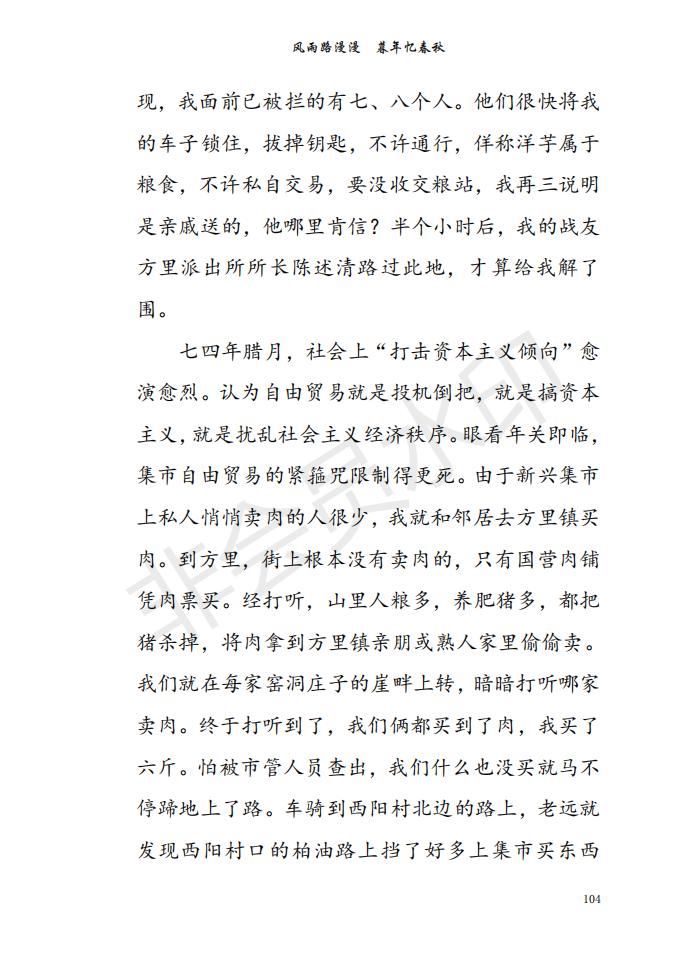 风雨路漫漫　暮年忆春秋
现，我面前已被拦的有七、八个人。他们很快将我
的车子锁住，拔掉钥匙，不许通行，佯称洋芋属于
粮食，不许私自交易，要没收交粮站，我再三说明
是亲戚送的，他哪里肯信？半个小时后，我的战友
方里派出所所长陈述清路过此地，才算给我解了
围。
七四年腊月，社会上“打击资本主义倾向”愈
演愈烈。认为自由贸易就是投机倒把，就是搞资本
主义，就是扰乱社会主义经济秩序。眼看年关即临，
集市自由贸易的紧箍咒限制得更死。由于新兴集市
上私人悄悄卖肉的人很少，我就和邻居去方里镇买
肉。到方里，街上根本没有卖肉的，只有国营肉铺
凭肉票买。经打听，山里人粮多，养肥猪多，都把
猪杀掉，将肉拿到方里镇亲朋或熟人家里偷偷卖。
我们就在每家窑洞庄子的崖畔上转，暗暗打听哪家
卖肉。终于打听到了，我们俩都买到了肉，我买了
六斤。怕被市管人员查出，我们什么也没买就马不
停蹄地上了路。车骑到西阳村北边的路上，老远就
发现西阳村口的柏油路上挡了好多上集市买东西
104
非会员水印